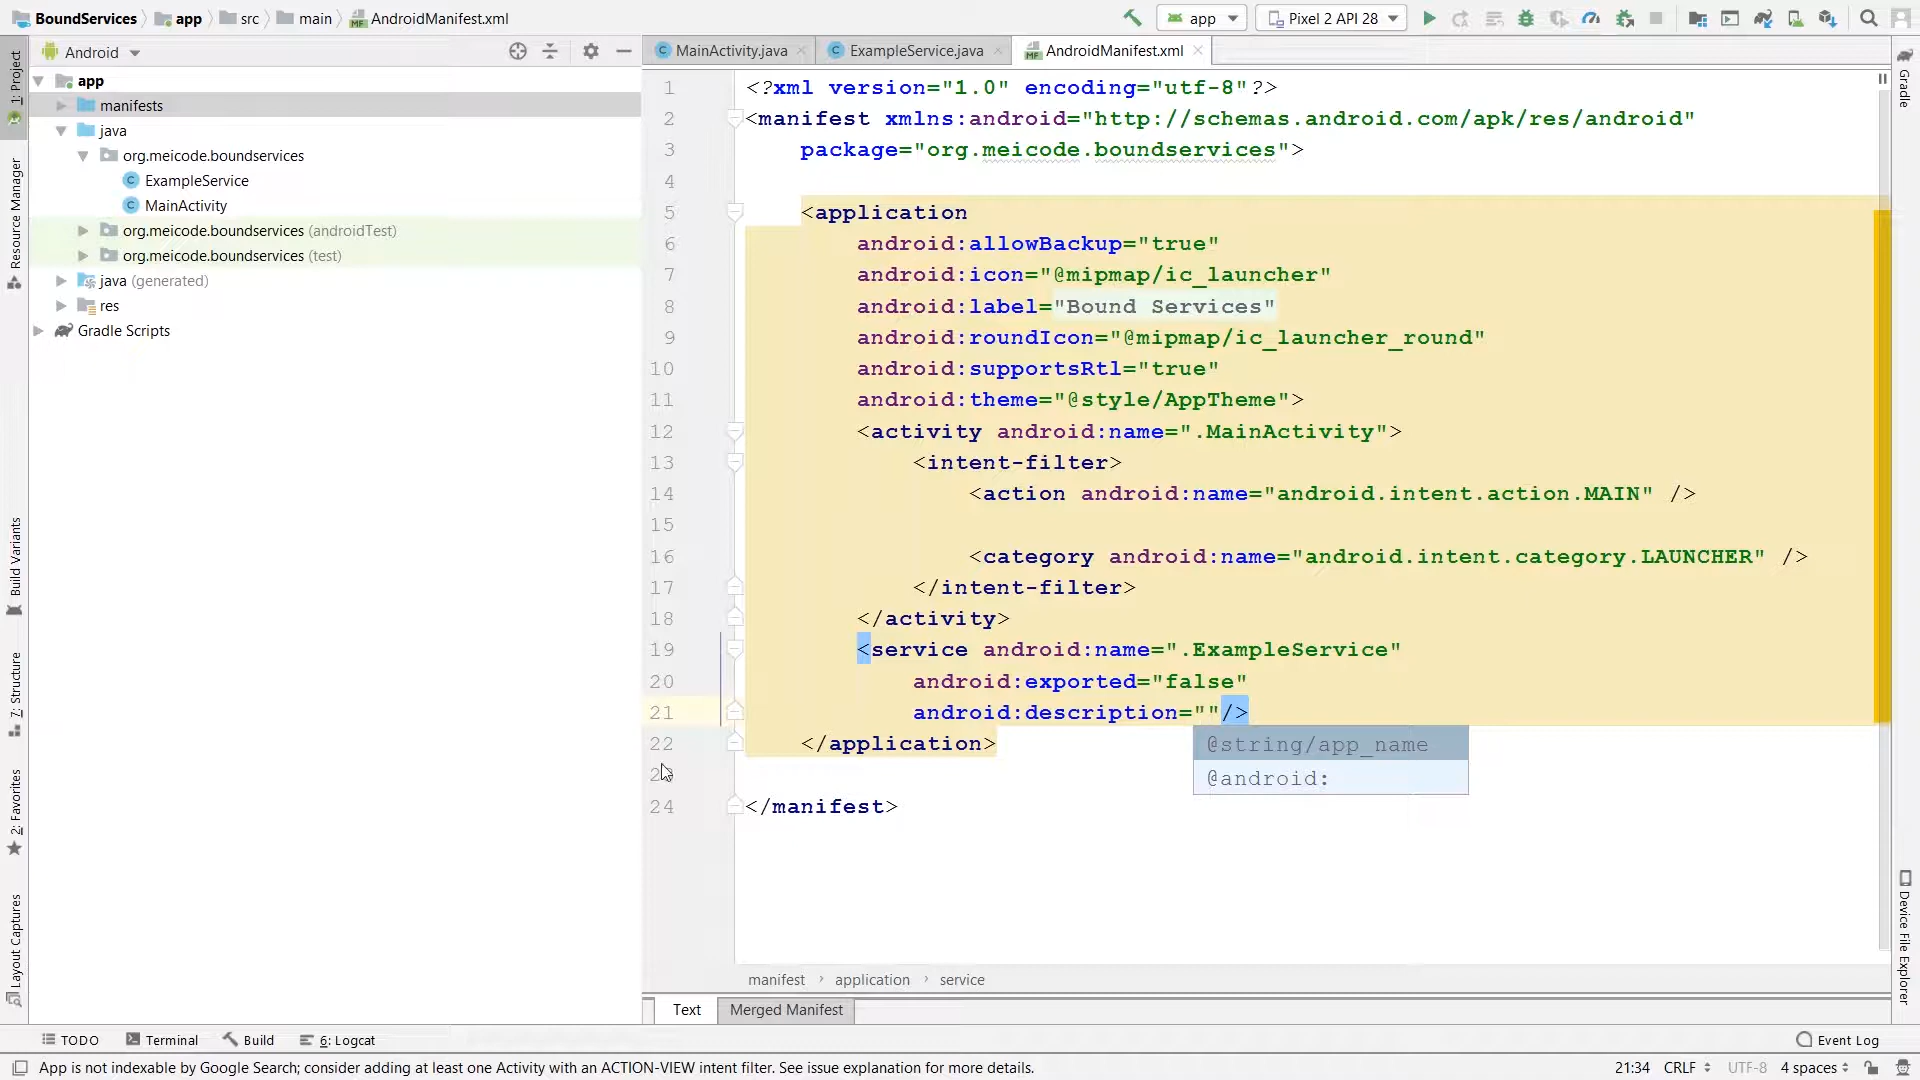 BoundServices app src main AndroidManifest.xml
app Pixel 2 API 28
Android
MainActivity.java ExampleService.java AndroidManifest.xml
1: Project
Resource Manager
Build Variants
7: Structure
2: Favorites
Layout Captures
app
manifests
java
org.meicode.boundservices
ExampleService
MainActivity
org.meicode.boundservices (androidTest)
org.meicode.boundservices (test)
java (generated)
res
Gradle Scripts
1 <?xml version="1.0" encoding="utf-8"?>
2 <manifest xmlns:android="http://schemas.android.com/apk/res/android"
3 package="org.meicode.boundservices">
4
5 <application
6 android:allowBackup="true"
7 android:icon="@mipmap/ic_launcher"
8 android:label="Bound Services"
9 android:roundIcon="@mipmap/ic_launcher_round"
10 android:supportsRtl="true"
11 android:theme="@style/AppTheme">
12 <activity android:name=".MainActivity">
13 <intent-filter>
14 <action android:name="android.intent.action.MAIN" />
15
16 <category android:name="android.intent.category.LAUNCHER" />
17 </intent-filter>
18 </activity>
19 <service android:name=".ExampleService"
20 android:exported="false"
21 android:description=""/>
22 </application>
@string/app_name
@android:
24 </manifest>
manifest application service
Text Merged Manifest
Gradle
Device File Explorer
TODO Terminal Build 6: Logcat Event Log
App is not indexable by Google Search; consider adding at least one Activity with an ACTION-VIEW intent filter. See issue explanation for more details. 21:34 CRLF UTF-8 4 spaces